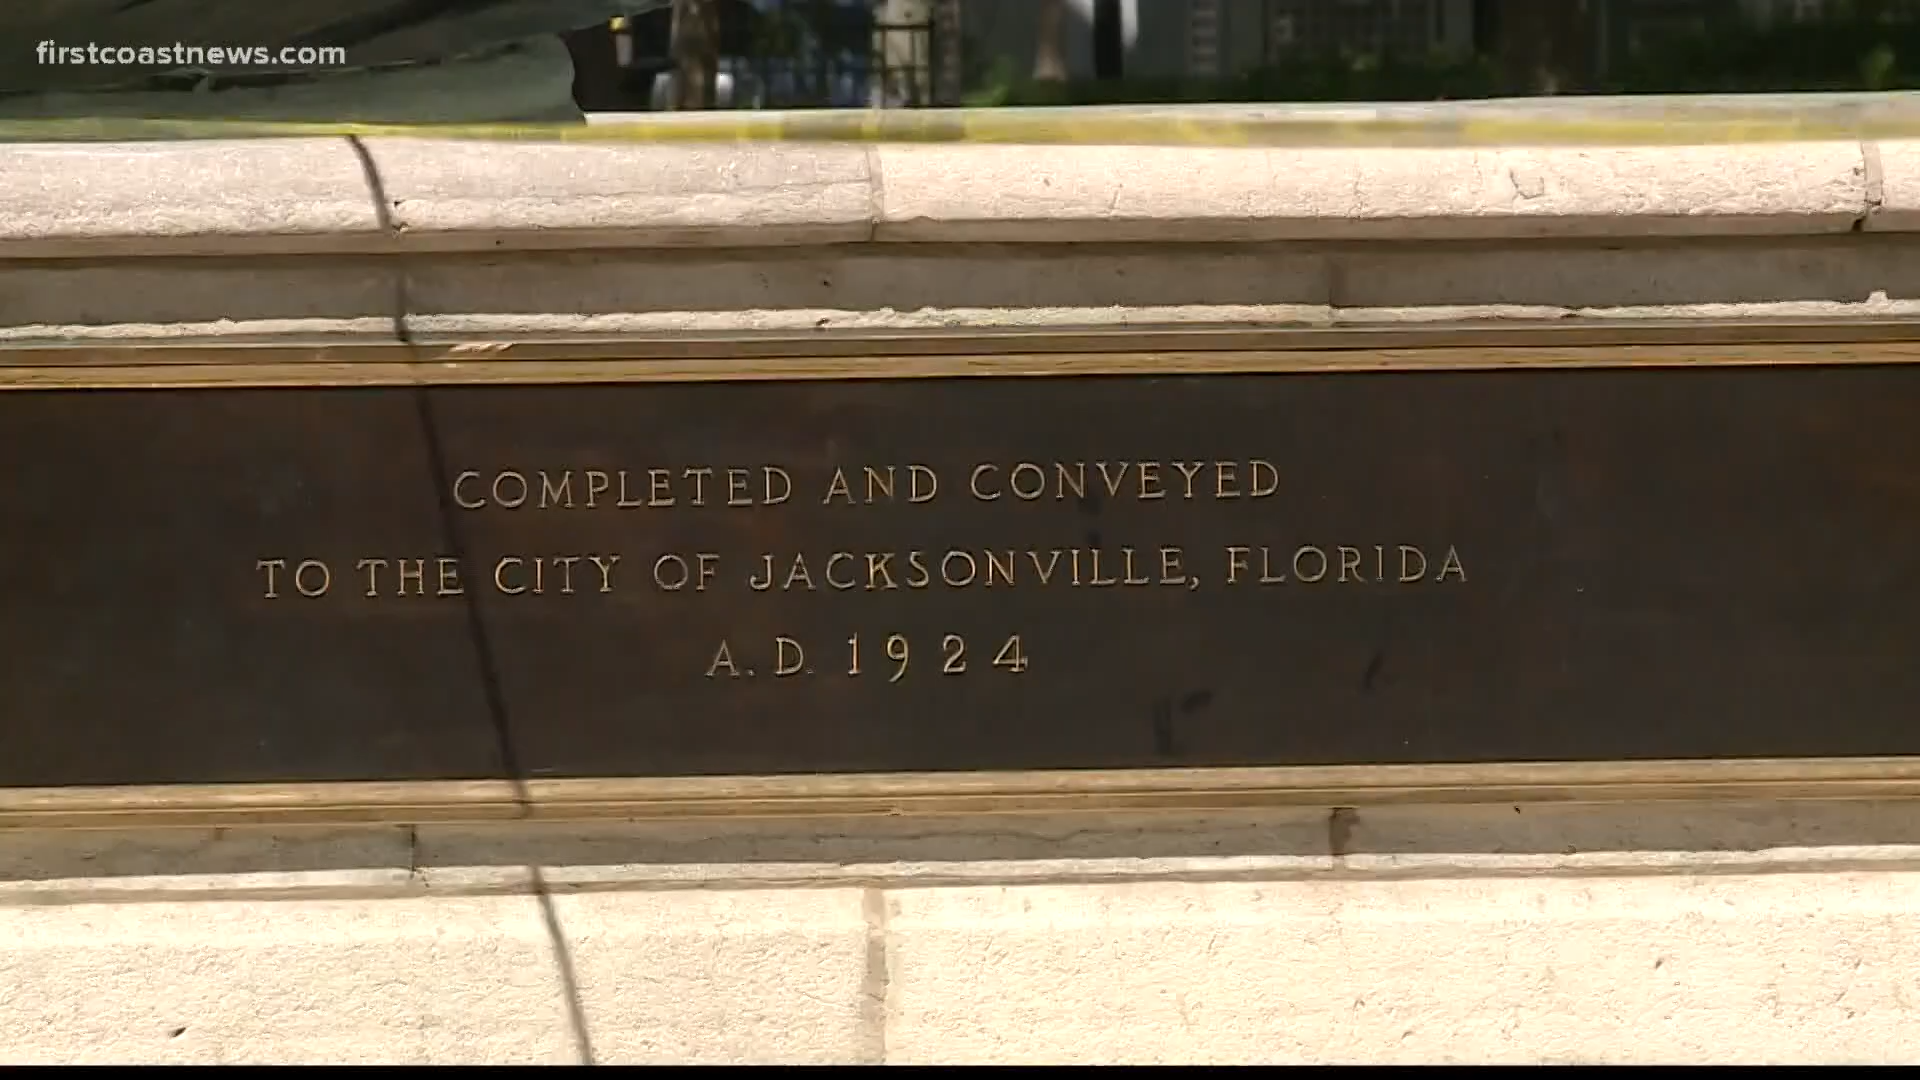 firstcoastnews.com
COMPLETED AND CONVEYED
TO THE CITY OF JACKSONVILLE, FLORIDA
A. D. 1924